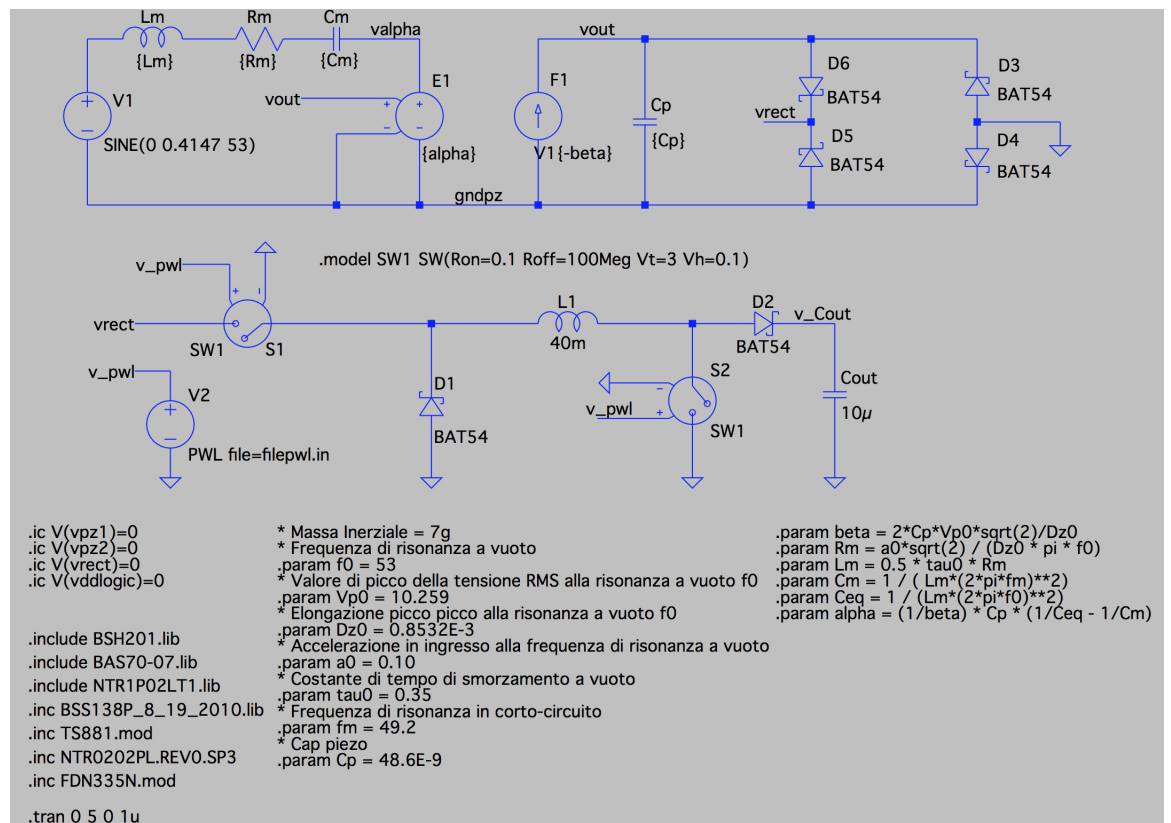 Lm
Rm
Cm
{Lm}
{Rm}
{Cm}
valpha
vout
V1
SINE(0 0.4147 53)
vout
E1
{alpha}
F1
V1 {-beta}
Cp
{Cp}
D6
BAT54
vrect
D5
BAT54
D3
BAT54
D4
BAT54
gndpz
+
−
+
−
+
−
v_pwl
.model SW1 SW(Ron=0.1 Roff=100Meg Vt=3 Vh=0.1)
+
−
vrect
SW1
S1
L1
40m
D2
BAT54
v_Cout
v_pwl
V2
+
−
PWL file=filepwl.in
D1
BAT54
−
+
v_pwl
S2
SW1
Cout
10µ
.ic V(vpz1)=0
.ic V(vpz2)=0
.ic V(vrect)=0
.ic V(vddlogic)=0
.include BSH201.lib
.include BAS70-07.lib
.include NTR1P02LT1.lib
.inc BSS138P_8_19_2010.lib
.inc TS881.mod
.inc NTR0202PL.REV0.SP3
.inc FDN335N.mod
.tran 0 5 0 1u
* Massa Inerziale = 7g
* Frequenza di risonanza a vuoto
.param f0 = 53
* Valore di picco della tensione RMS alla risonanza a vuoto f0
.param Vp0 = 10.259
* Elongazione picco picco alla risonanza a vuoto f0
.param Dz0 = 0.8532E-3
* Accelerazione in ingresso alla frequenza di risonanza a vuoto
.param a0 = 0.10
* Costante di tempo di smorzamento a vuoto
.param tau0 = 0.35
* Frequenza di risonanza in corto-circuito
.param fm = 49.2
* Cap piezo
.param Cp = 48.6E-9
.param beta = 2*Cp*Vp0*sqrt(2)/Dz0
.param Rm = a0*sqrt(2) / (Dz0 * pi * f0)
.param Lm = 0.5 * tau0 * Rm
.param Cm = 1 / ( Lm*(2*pi*fm)**2)
.param Ceq = 1 / (Lm*(2*pi*f0)**2)
.param alpha = (1/beta) * Cp * (1/Ceq - 1/Cm)